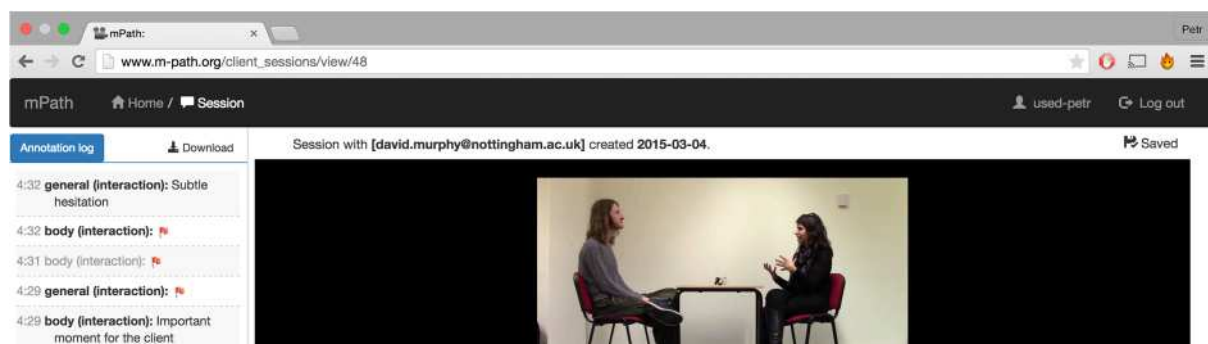 mPath:
Petr
www.m-path.org/client_sessions/view/48
mPath Home / Session used-petr Log out
Annotation log Download
Session with [david.murphy@nottingham.ac.uk] created 2015-03-04. Saved
4:32 general (interaction): Subtle
hesitation
4:32 body (interaction):
4:31 body (interaction):
4:29 general (interaction):
4:29 body (interaction): Important
moment for the client